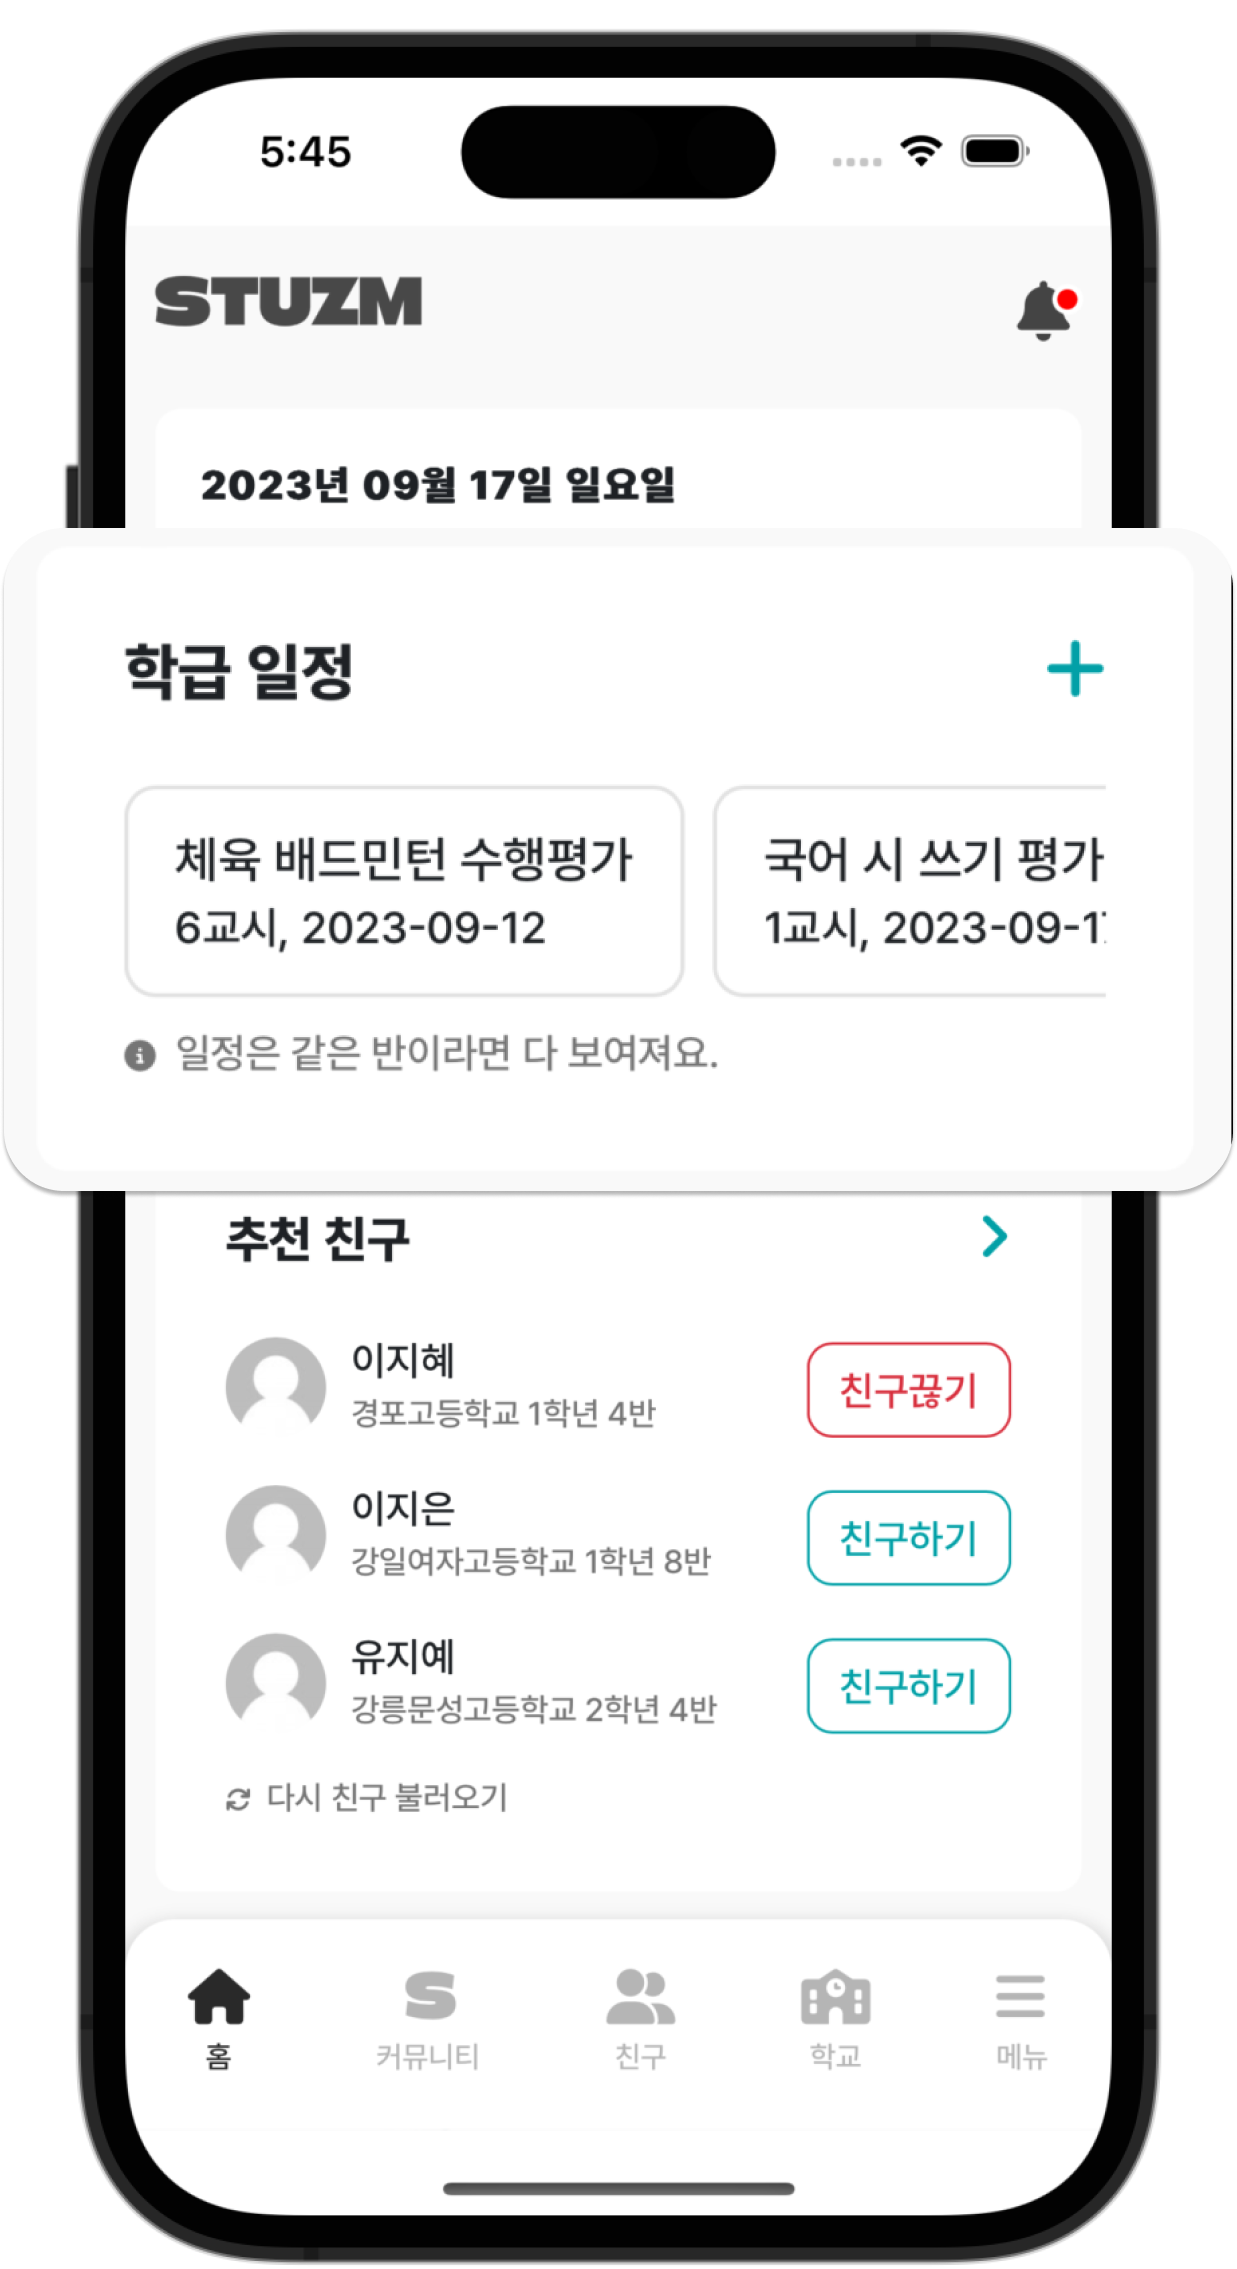 5:45
STUZM
2023년 09월 17일 일요일
학급 일정
체육 배드민턴 수행평가
6교시, 2023-09-12
국어 시 쓰기 평가
1교시, 2023-09-1
일정은 같은 반이라면 다 보여져요.
추천 친구
이지혜
경포고등학교 1학년 4반
친구끊기
이지은
강일여자고등학교 1학년 8반
친구하기
유지예
강릉문성고등학교 2학년 4반
친구하기
다시 친구 불러오기
홈
커뮤니티
친구
학교
메뉴